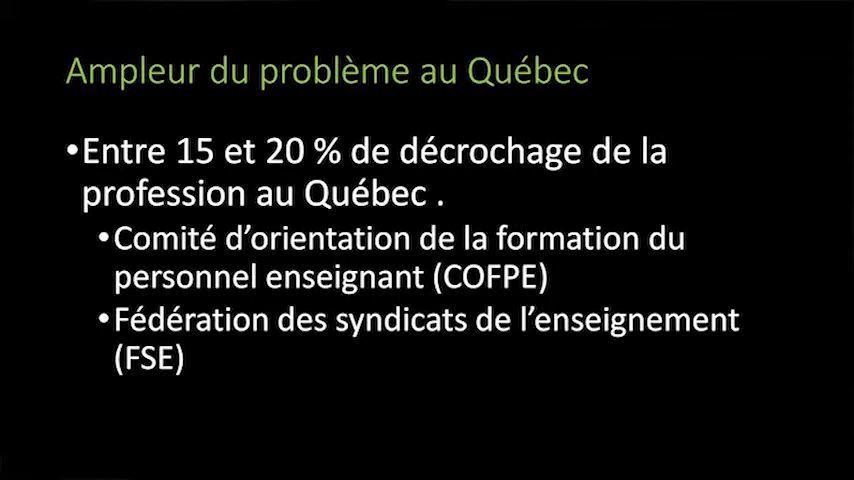 Ampleur du problème au Québec
•Entre 15 et 20 % de décrochage de la
profession au Québec .
•Comité d’orientation de la formation du
personnel enseignant (COFPE)
•Fédération des syndicats de l’enseignement
(FSE)